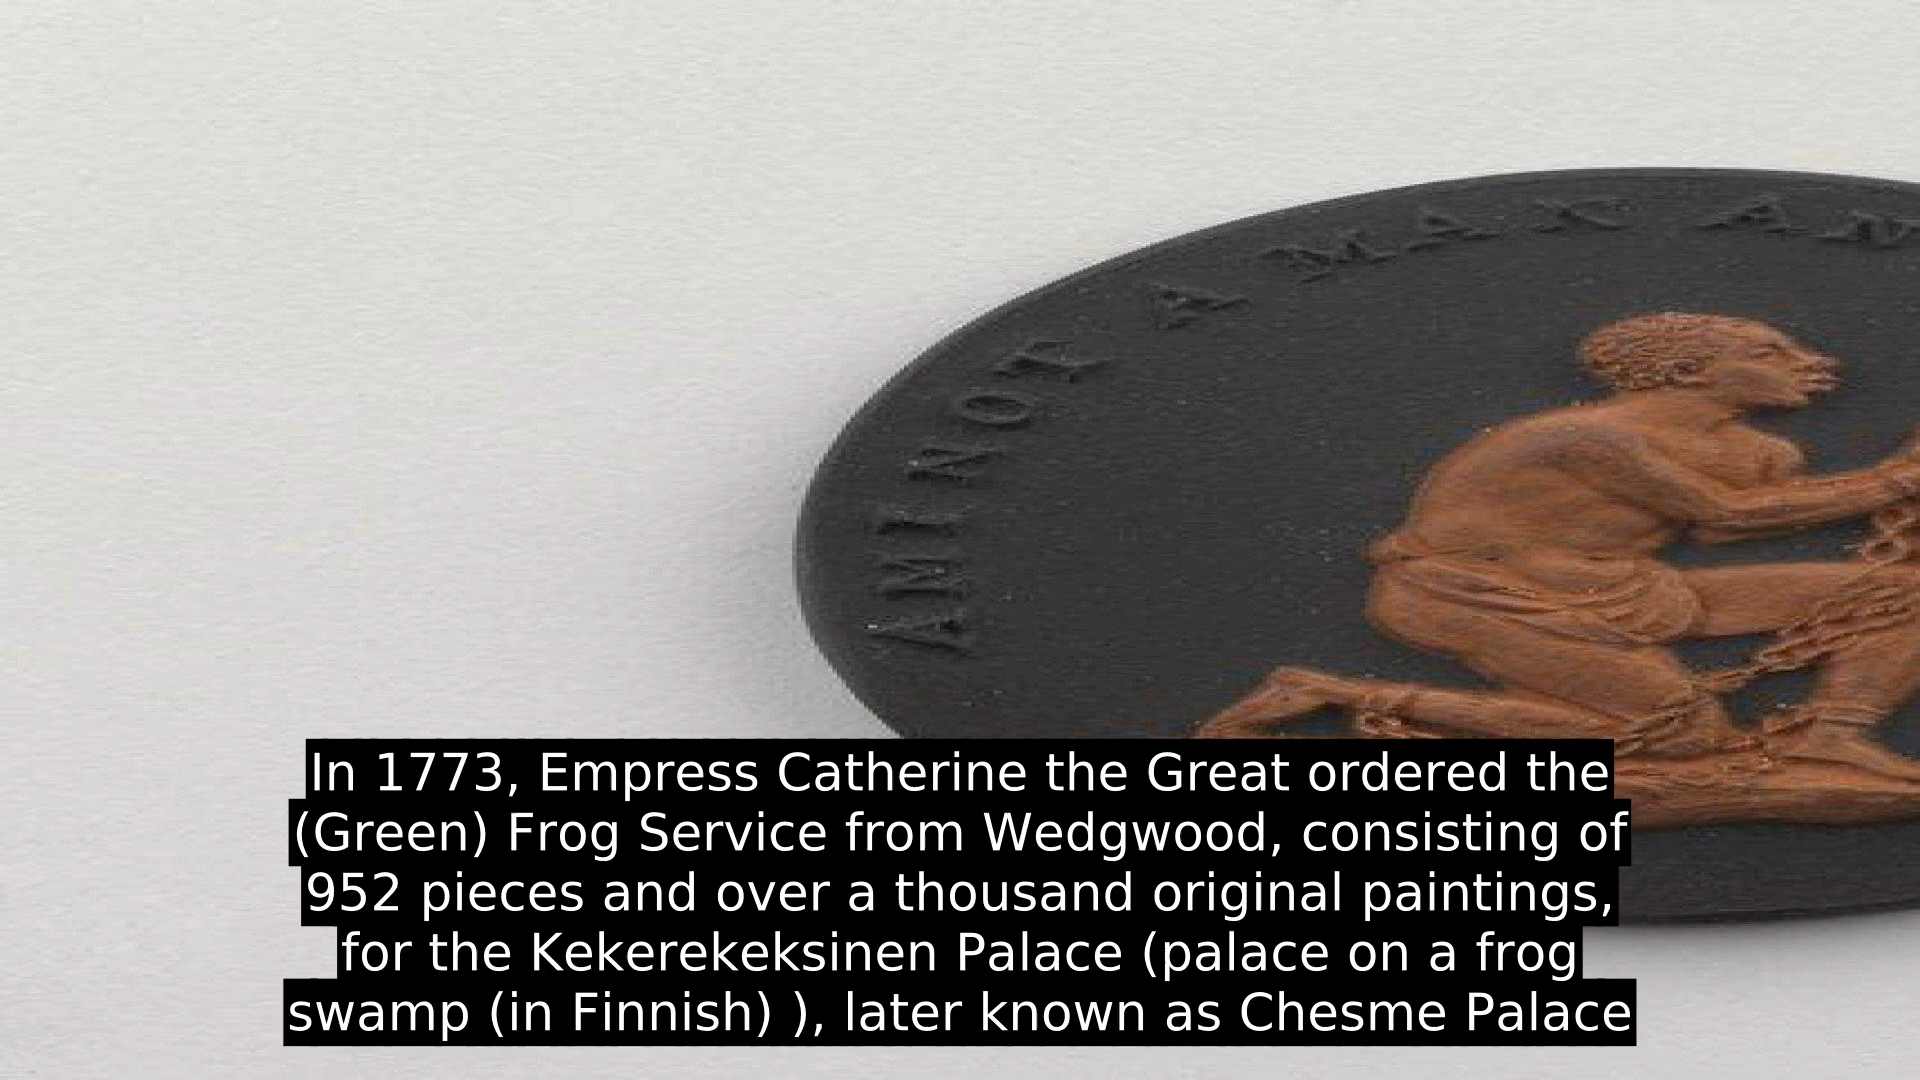 AM I NOT A MAN AN
In 1773, Empress Catherine the Great ordered the
(Green) Frog Service from Wedgwood, consisting of
952 pieces and over a thousand original paintings,
for the Kekerekeksinen Palace (palace on a frog
swamp (in Finnish) ), later known as Chesme Palace